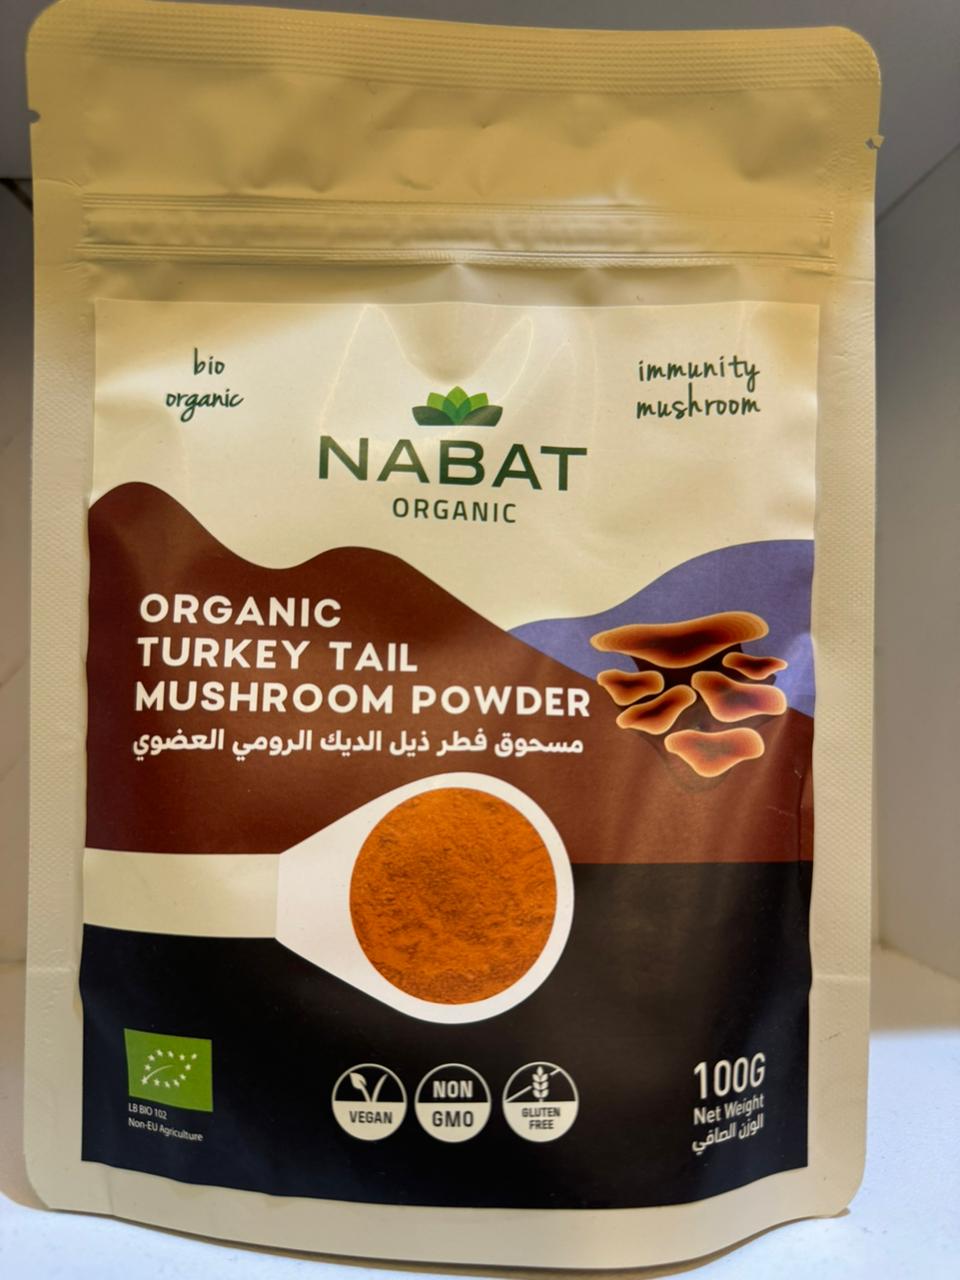 bio
organic
immunity
mushroom
NABAT
ORGANIC
ORGANIC
TURKEY TAIL
MUSHROOM POWDER
مسحوق فطر ذيل الديك الرومي العضوي
LB BIO 102
Non-EU Agriculture
VEGAN
NON
GMO
GLUTEN
FREE
100G
Net Weight
الوزن الصافي